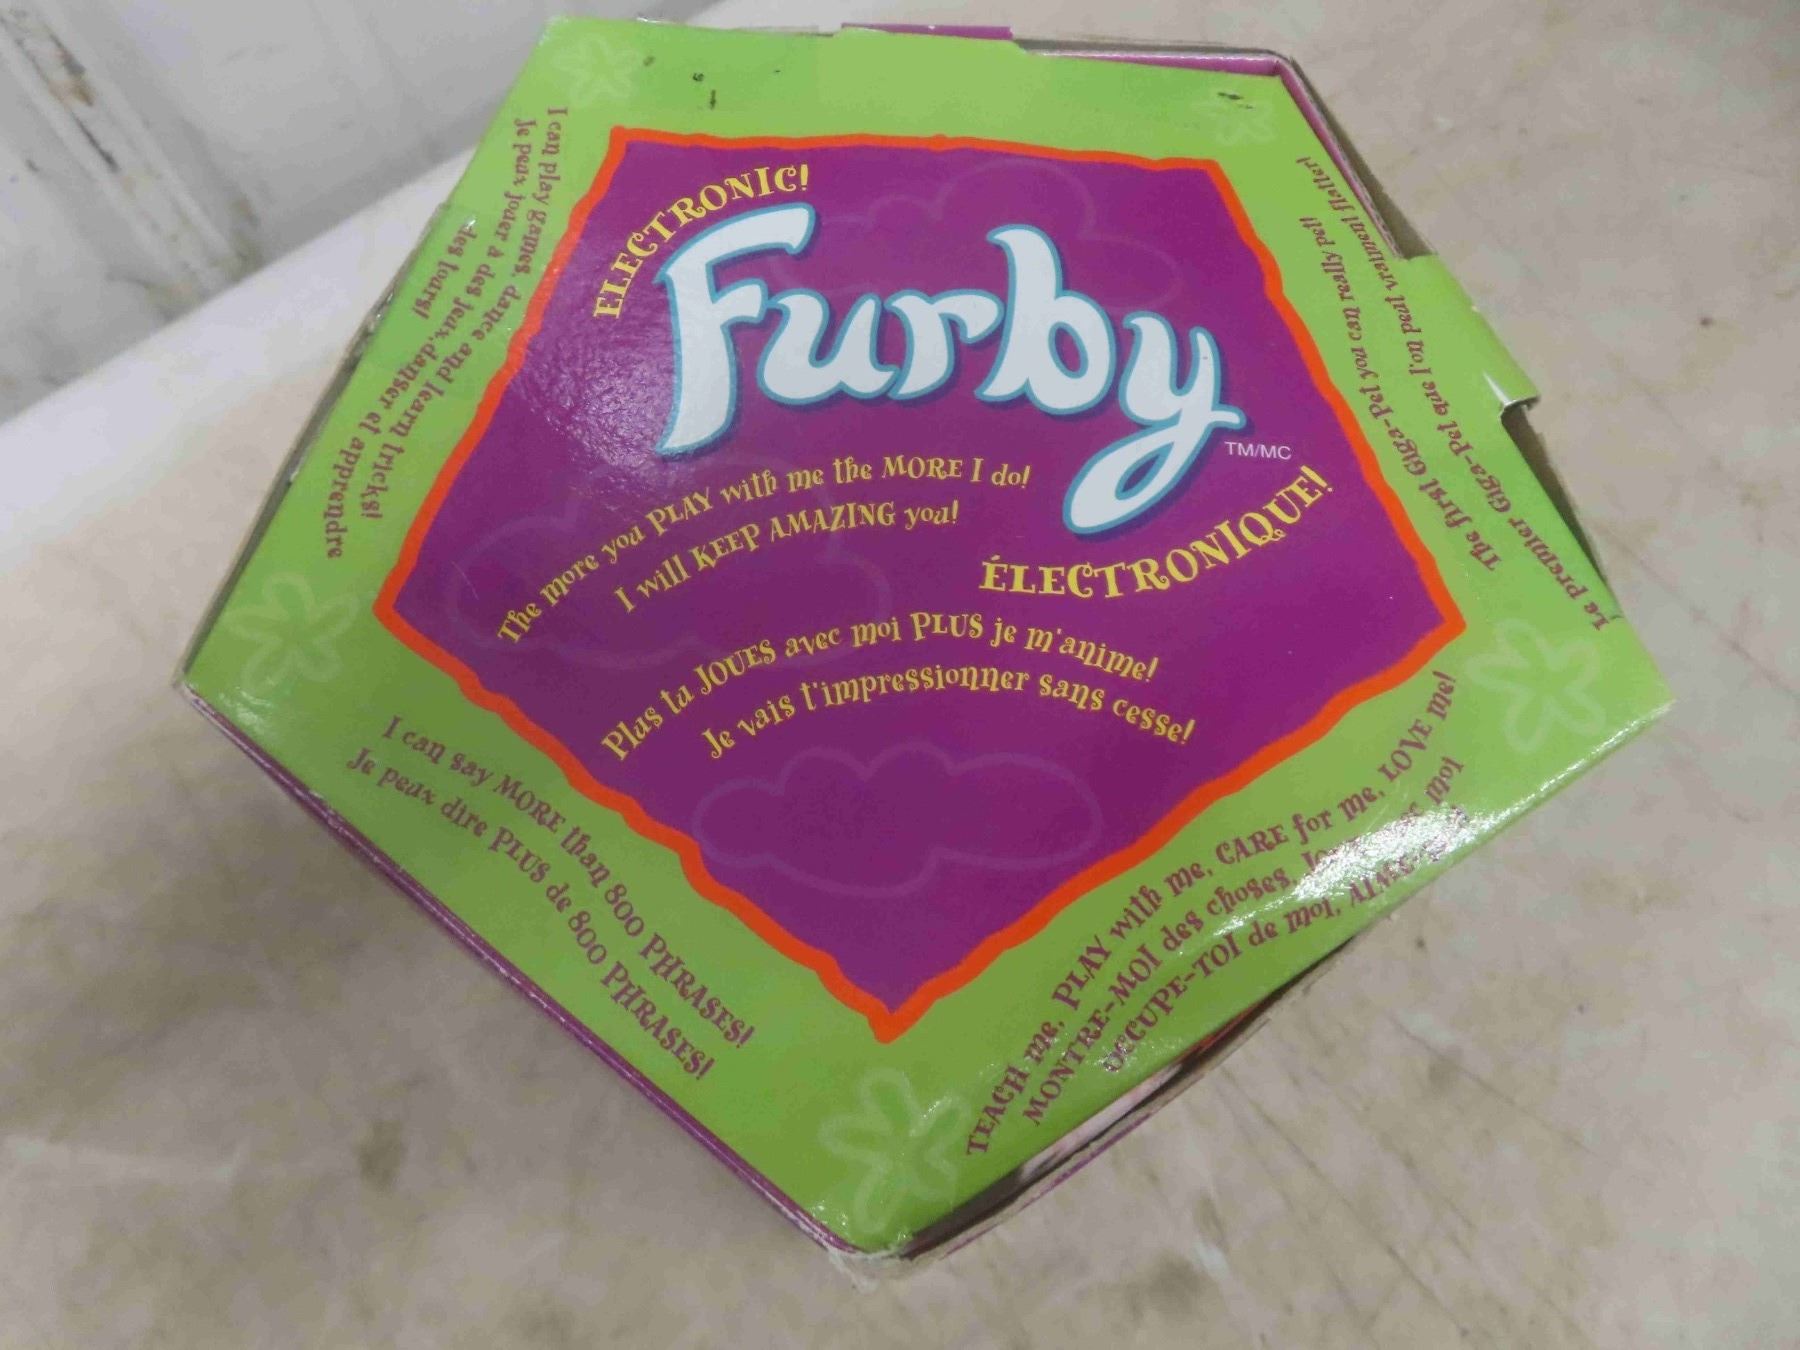 ELECTRONIC!
Furby
TM/MC
ÉLECTRONIQUE!
The more you PLAY with me the MORE I do!
I will KEEP AMAZING you!
Plus tu JOUES avec moi PLUS je m'anime!
Je vais t'impressionner sans cesse!
I can play games, dance and learn tricks!
Je peux jouer à des jeux, danser et apprendre
des tours!
The first Giga-Pet you can really pet!
Le premier Giga-Pet que l'on peut vraiment flatter!
I can say MORE than 800 PHRASES!
Je peux dire PLUS de 800 PHRASES!
TEACH me, PLAY with me, CARE for me, LOVE me!
MONTRE-MOI des choses, moi
OCCUPE-TOI de moi,